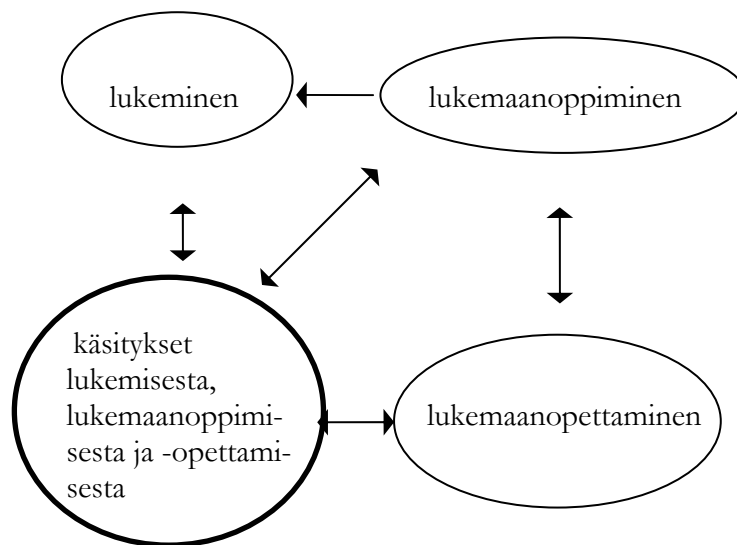 lukeminen
lukemaanoppiminen
käsitykset
lukemisesta,
lukemaanoppimi-
sesta ja -opettami-
sesta
lukemaanopettaminen